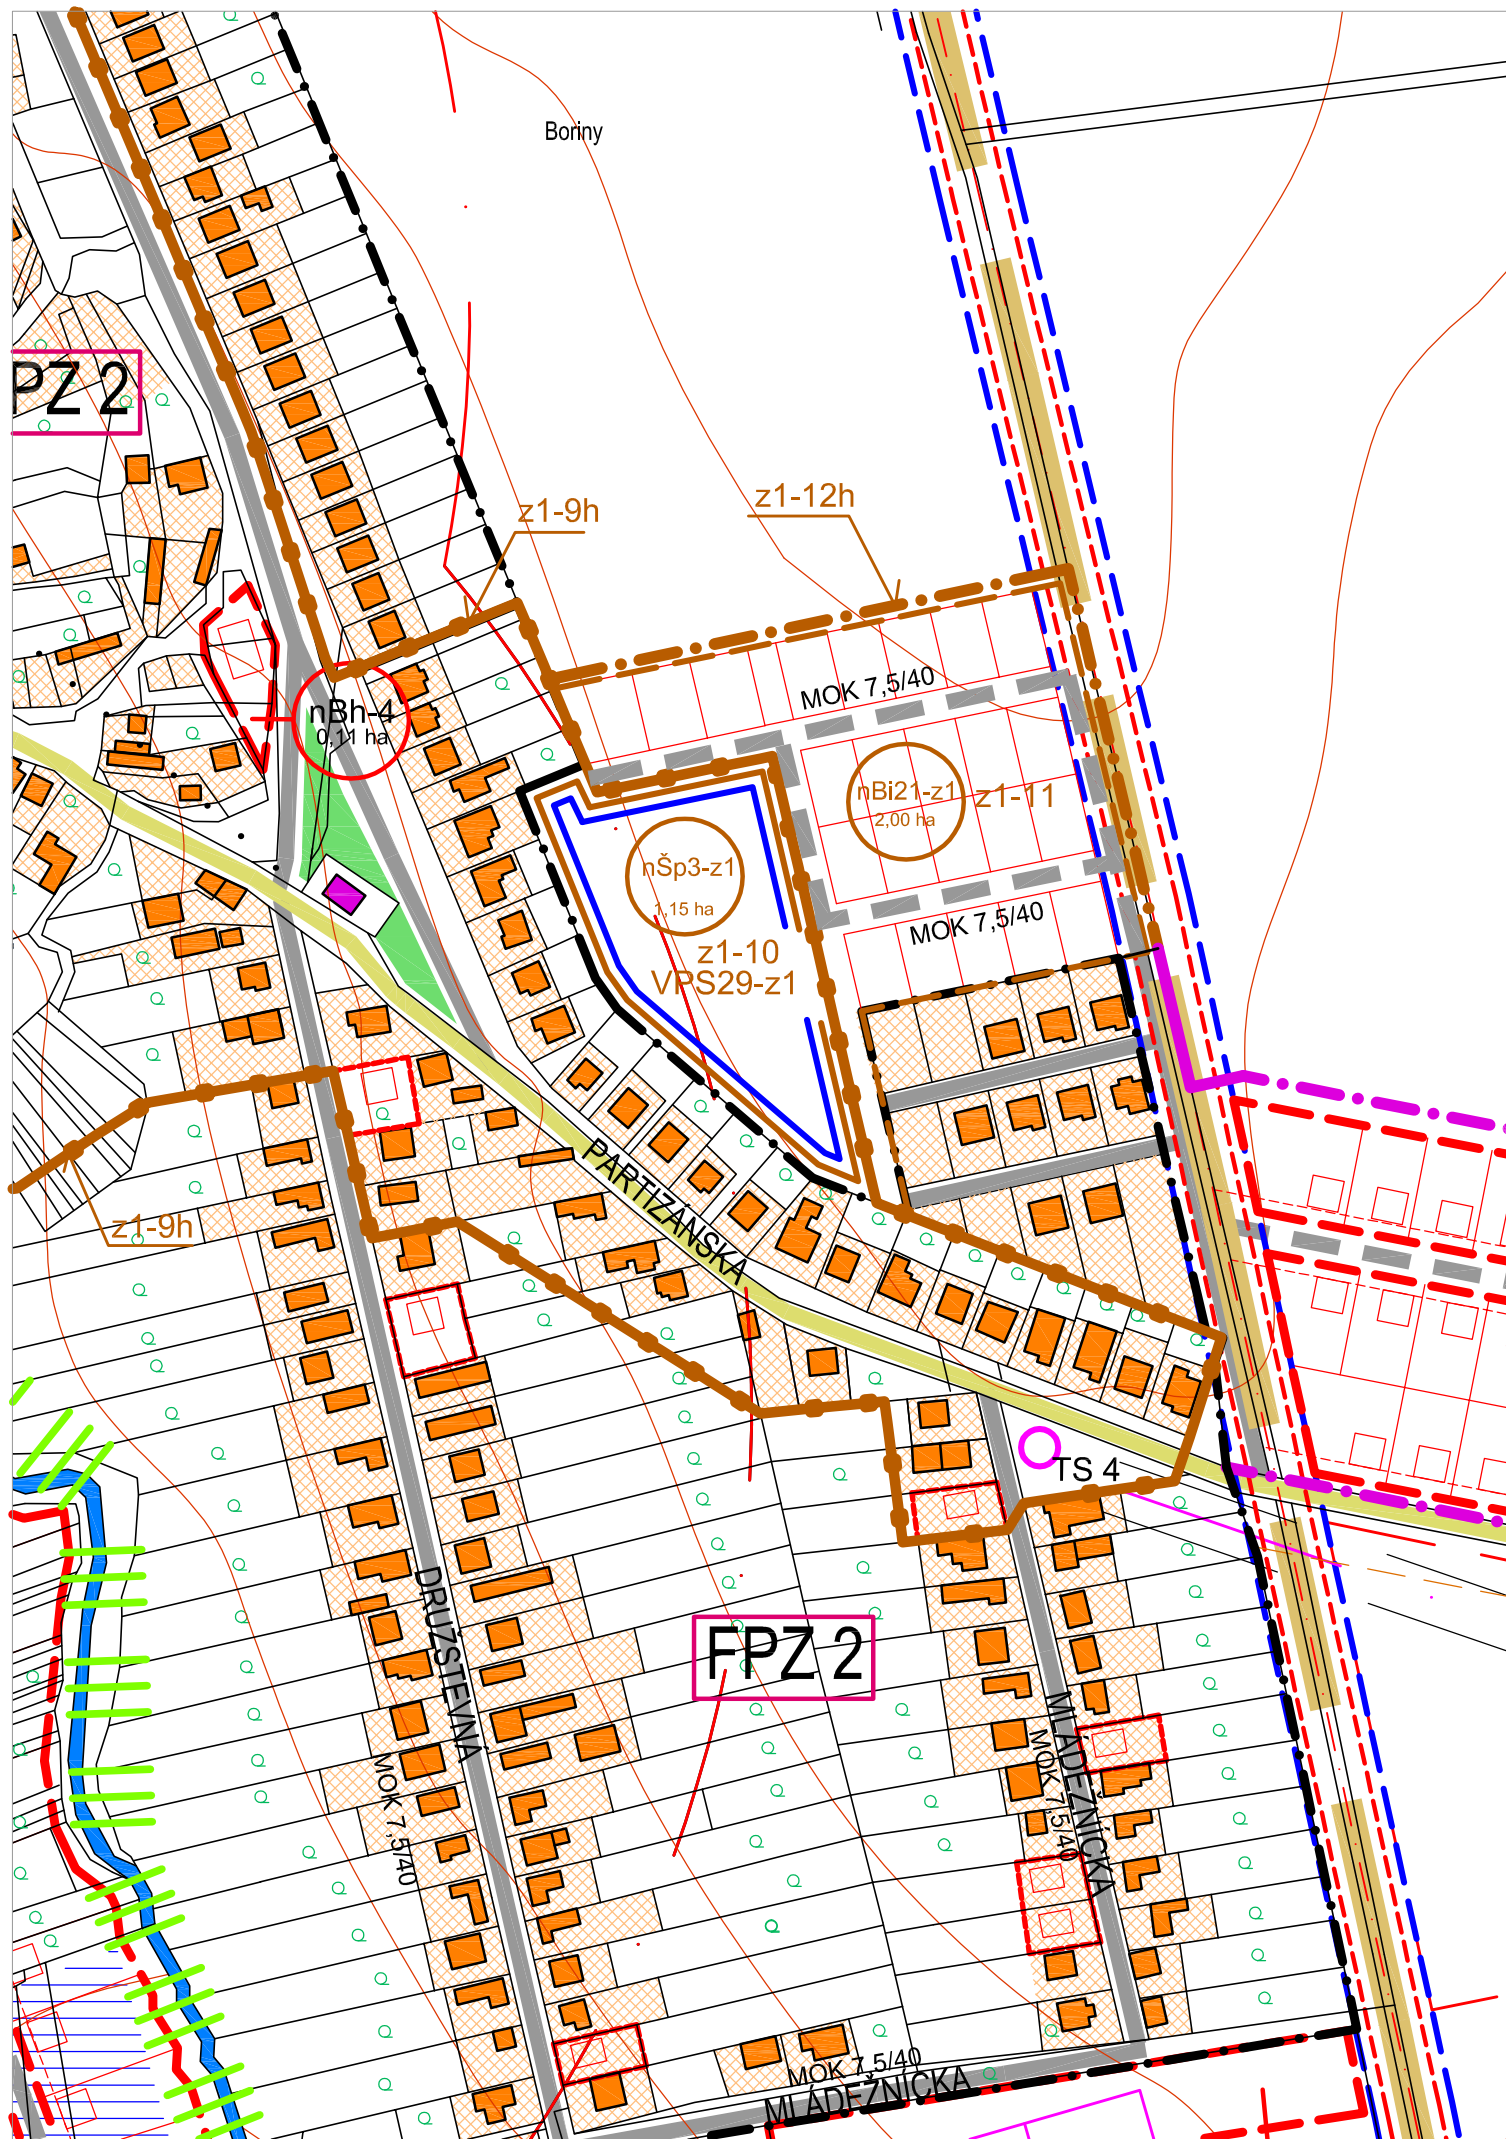 Boriny
PZ 2
z1-9h
z1-12h
MOK 7,5/40
nBh-4
0,11 ha
nBi21-z1
2,00 ha
z1-11
nŠp3-z1
1,15 ha
z1-10
VPS29-z1
MOK 7,5/40
PARTIZÁNSKA
z1-9h
TS 4
DRUŽSTEVNÁ
MOK 7,5/40
FPZ 2
MLÁDEŽNÍCKA
MOK 7,5/40
MOK 7,5/40
MLÁDEŽNÍCKA